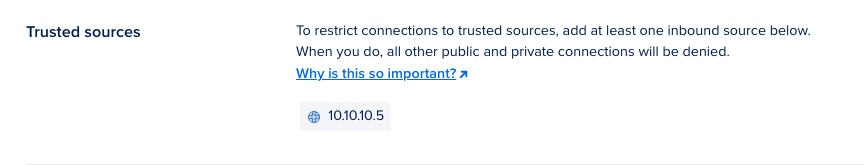 Trusted sources
To restrict connections to trusted sources, add at least one inbound source below.
When you do, all other public and private connections will be denied.
Why is this so important?
10.10.10.5